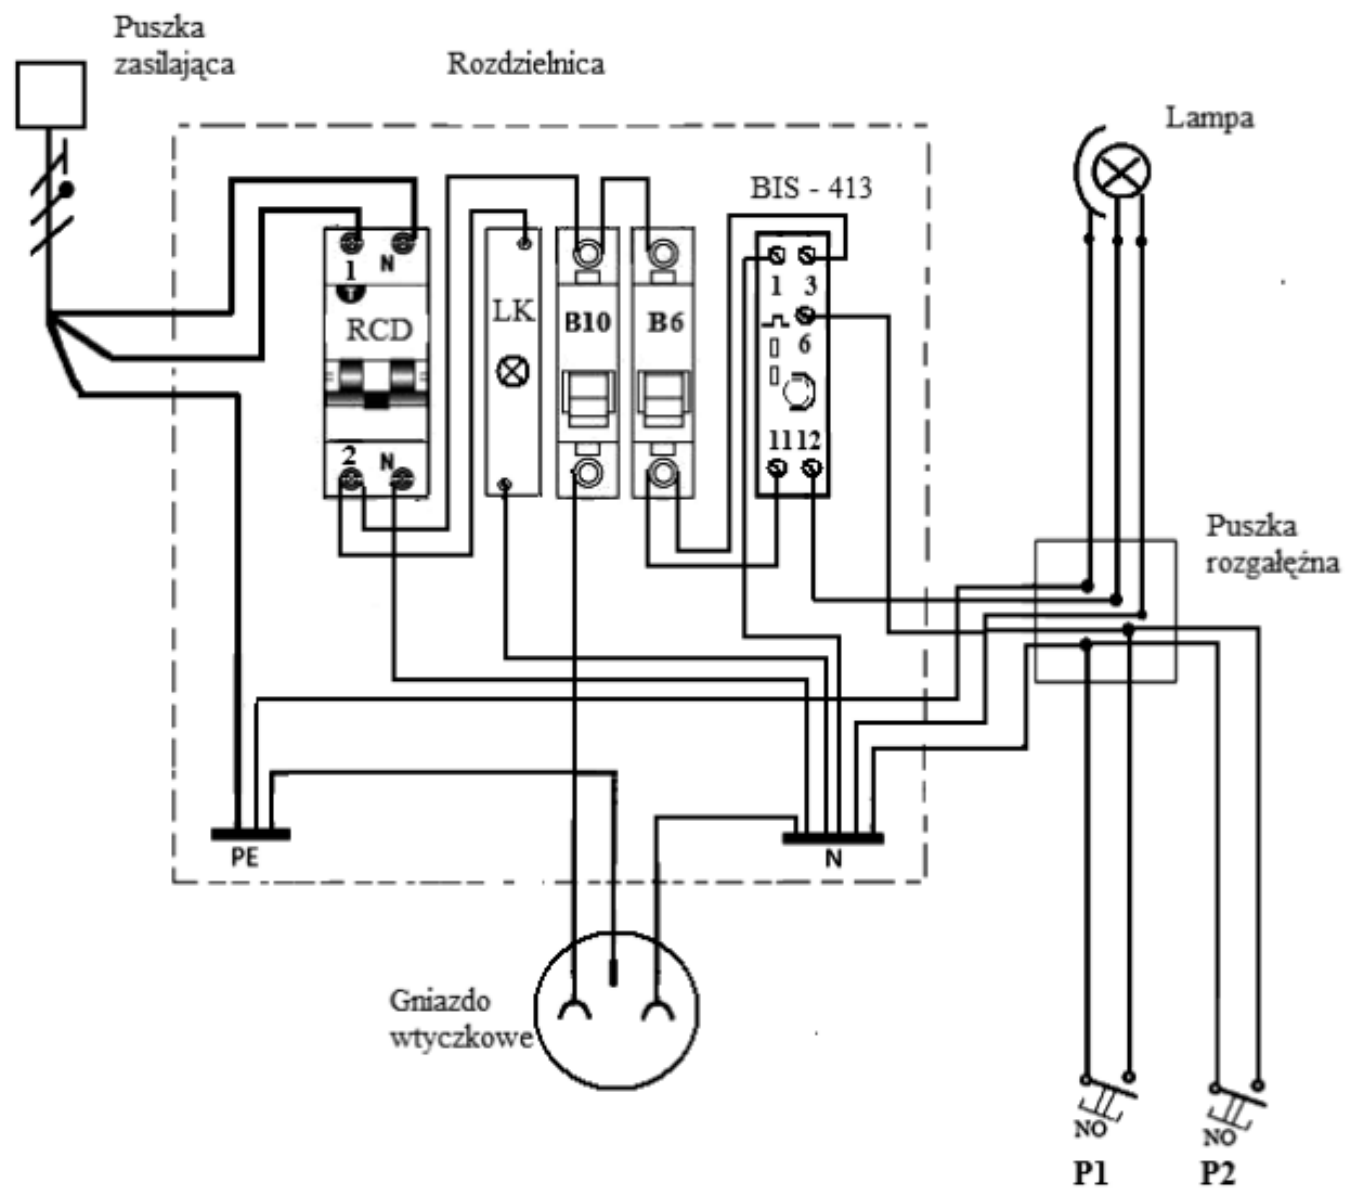 Puszka
zasilająca
Rozdzielnica
Lampa
BIS - 413
1 N
T
RCD
2 N
LK
B10
B6
1 3
6
11 12
Puszka
rozgałęźna
PE
N
Gniazdo
wtyczkowe
NO
P1
NO
P2